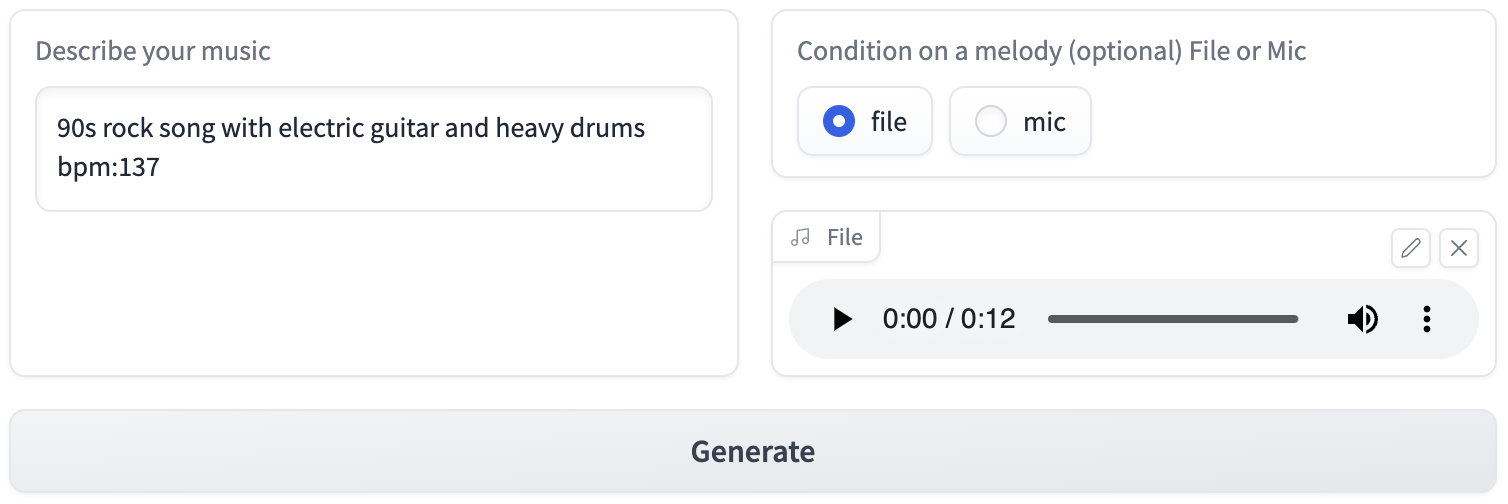 Describe your music
90s rock song with electric guitar and heavy drums
bpm:137
Condition on a melody (optional) File or Mic
file
mic
File
0:00 / 0:12
Generate